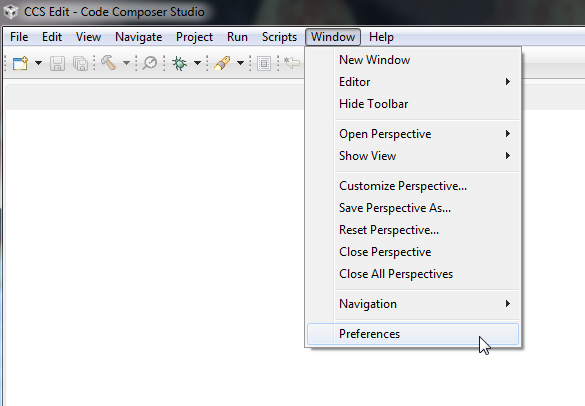 CCS Edit - Code Composer Studio
File Edit View Navigate Project Run Scripts Window Help
New Window
Editor
Hide Toolbar
Open Perspective
Show View
Customize Perspective...
Save Perspective As...
Reset Perspective...
Close Perspective
Close All Perspectives
Navigation
Preferences